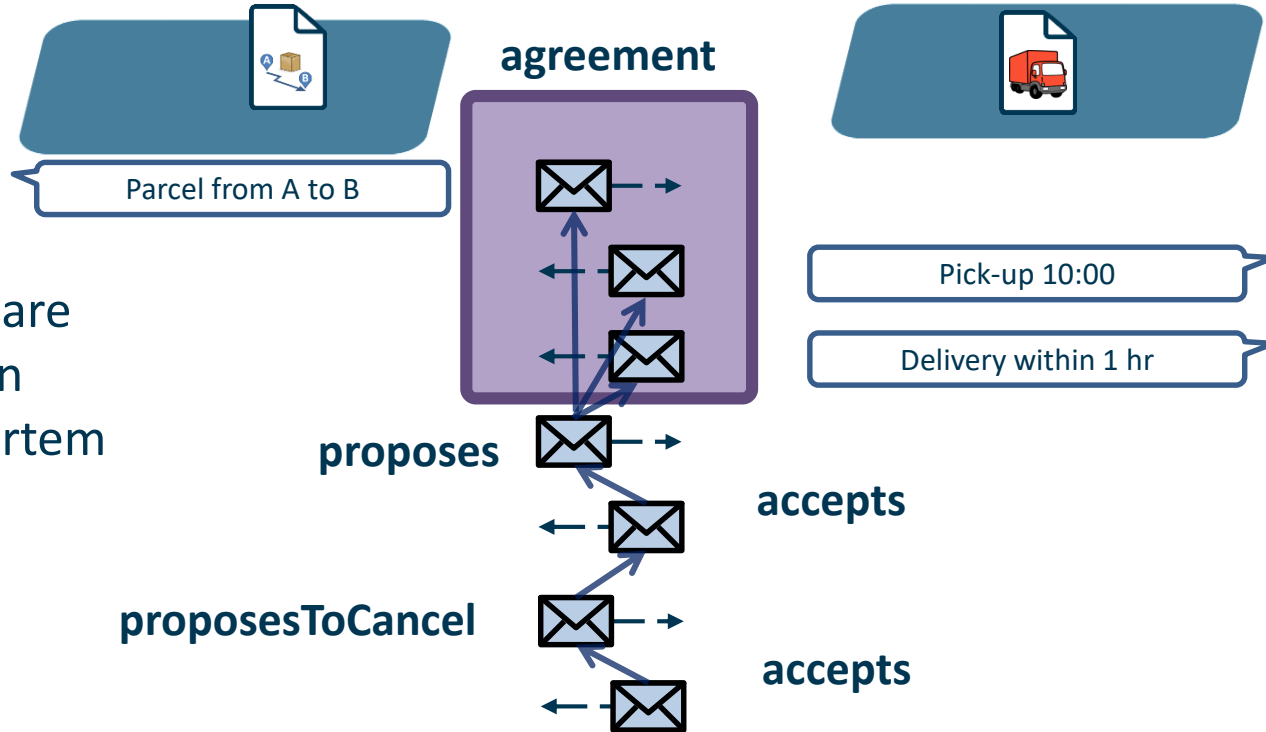 agreement
A
B
Parcel from A to B
Pick-up 10:00
are
n
Delivery within 1 hr
rtem
proposes
accepts
proposesToCancel
accepts